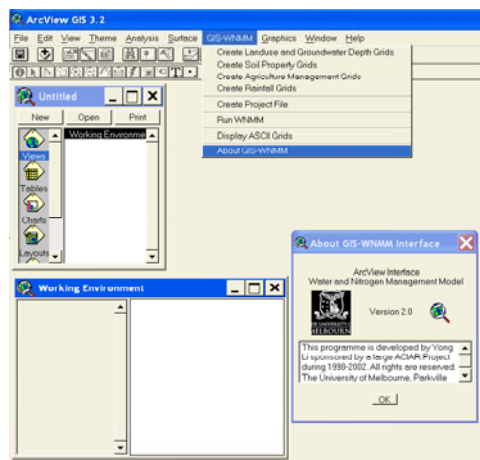 ArcView GIS 3.2
File Edit View Theme Analysis Surface GIS-WNMM Graphics Window Help
Create Landuse and Groundwater Depth Grids
Create Soil Property Grids
Create Agriculture Management Grids
Create Rainfall Grids
Create Project File
Run WNMM
Display ASCII Grids
About GIS-WNMM
Untitled
New Open Print
Working Environme
Views
Tables
Charts
Layouts
About GIS-WNMM Interface
ArcView Interface
Water and Nitrogen Management Model
Version 2.0
THE UNIVERSITY OF
MELBOURNE
This programme is developed by Yong
Li sponsored by a large ACIAR Project
during 1998-2002. All rights are reserved.
The University of Melbourne, Parkville
OK
Working Environment